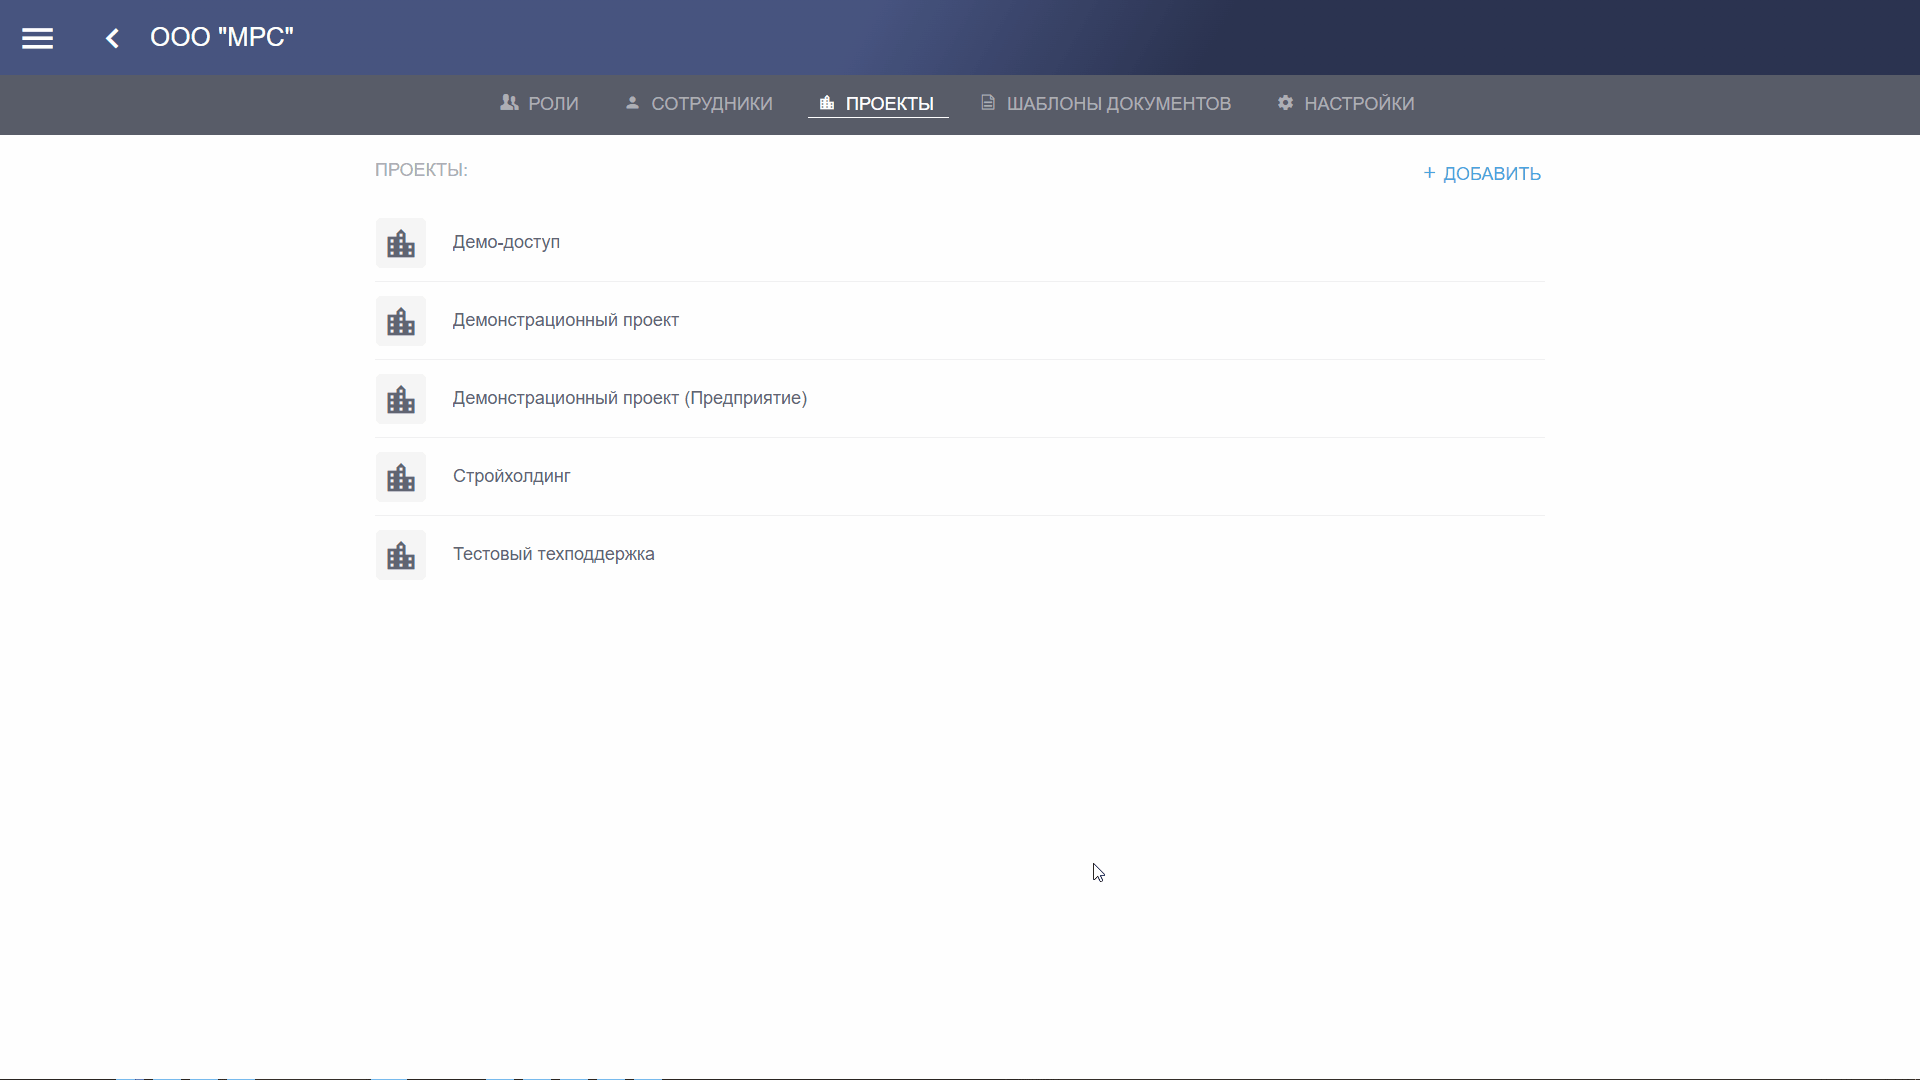 ООО "МРС"
РОЛИ СОТРУДНИКИ ПРОЕКТЫ ШАБЛОНЫ ДОКУМЕНТОВ НАСТРОЙКИ
ПРОЕКТЫ:
+ ДОБАВИТЬ
Демо-доступ
Демонстрационный проект
Демонстрационный проект (Предприятие)
Стройхолдинг
Тестовый техподдержка